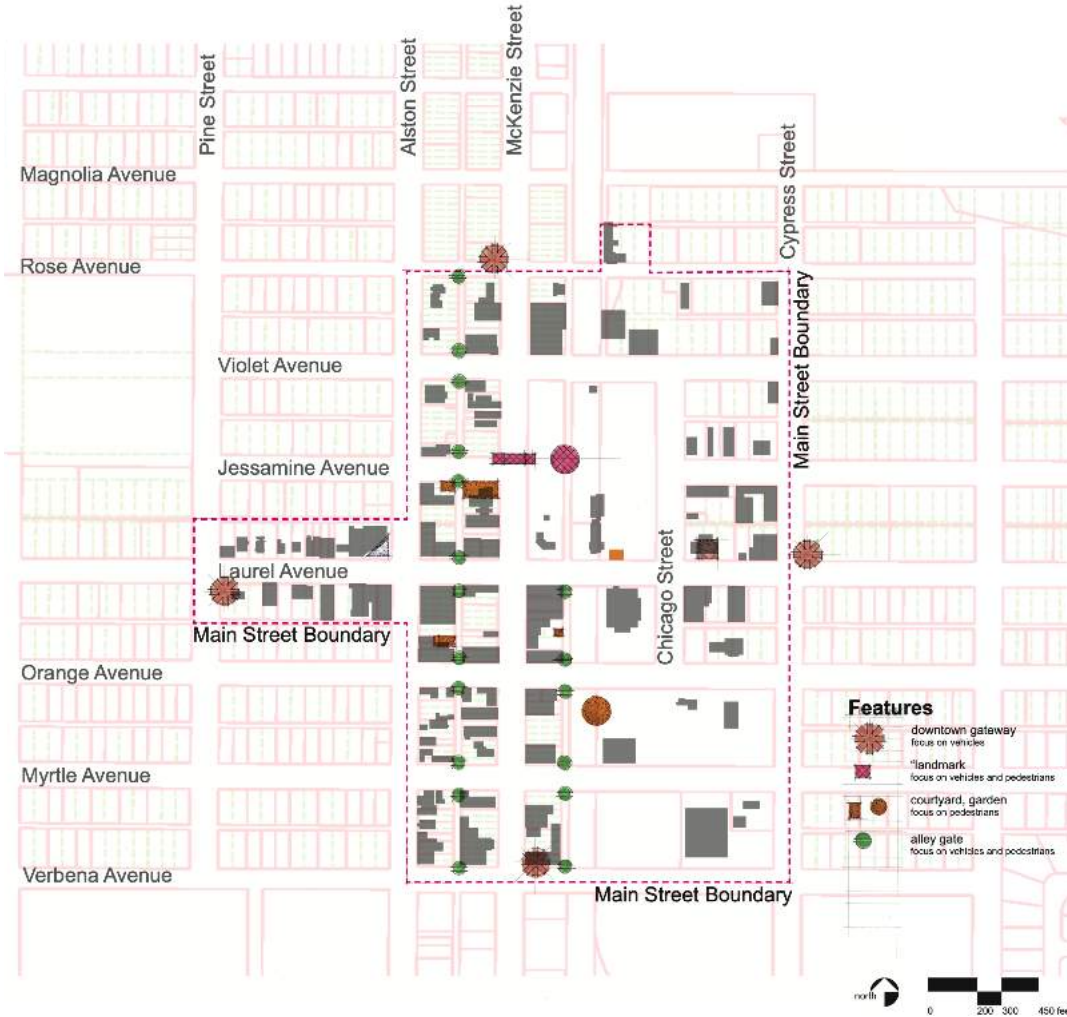 Pine Street
Alston Street
McKenzie Street
Magnolia Avenue
Cypress Street
Rose Avenue
Main Street Boundary
Violet Avenue
Jessamine Avenue
Laurel Avenue
Chicago Street
Main Street Boundary
Orange Avenue
Features
downtown gateway
focus on vehicles
"landmark
focus on vehicles and pedestrians
Myrtle Avenue
courtyard, garden
focus on pedestrians
alley gate
focus on vehicles and pedestrians
Verbena Avenue
Main Street Boundary
north
0 200 300 450 feet